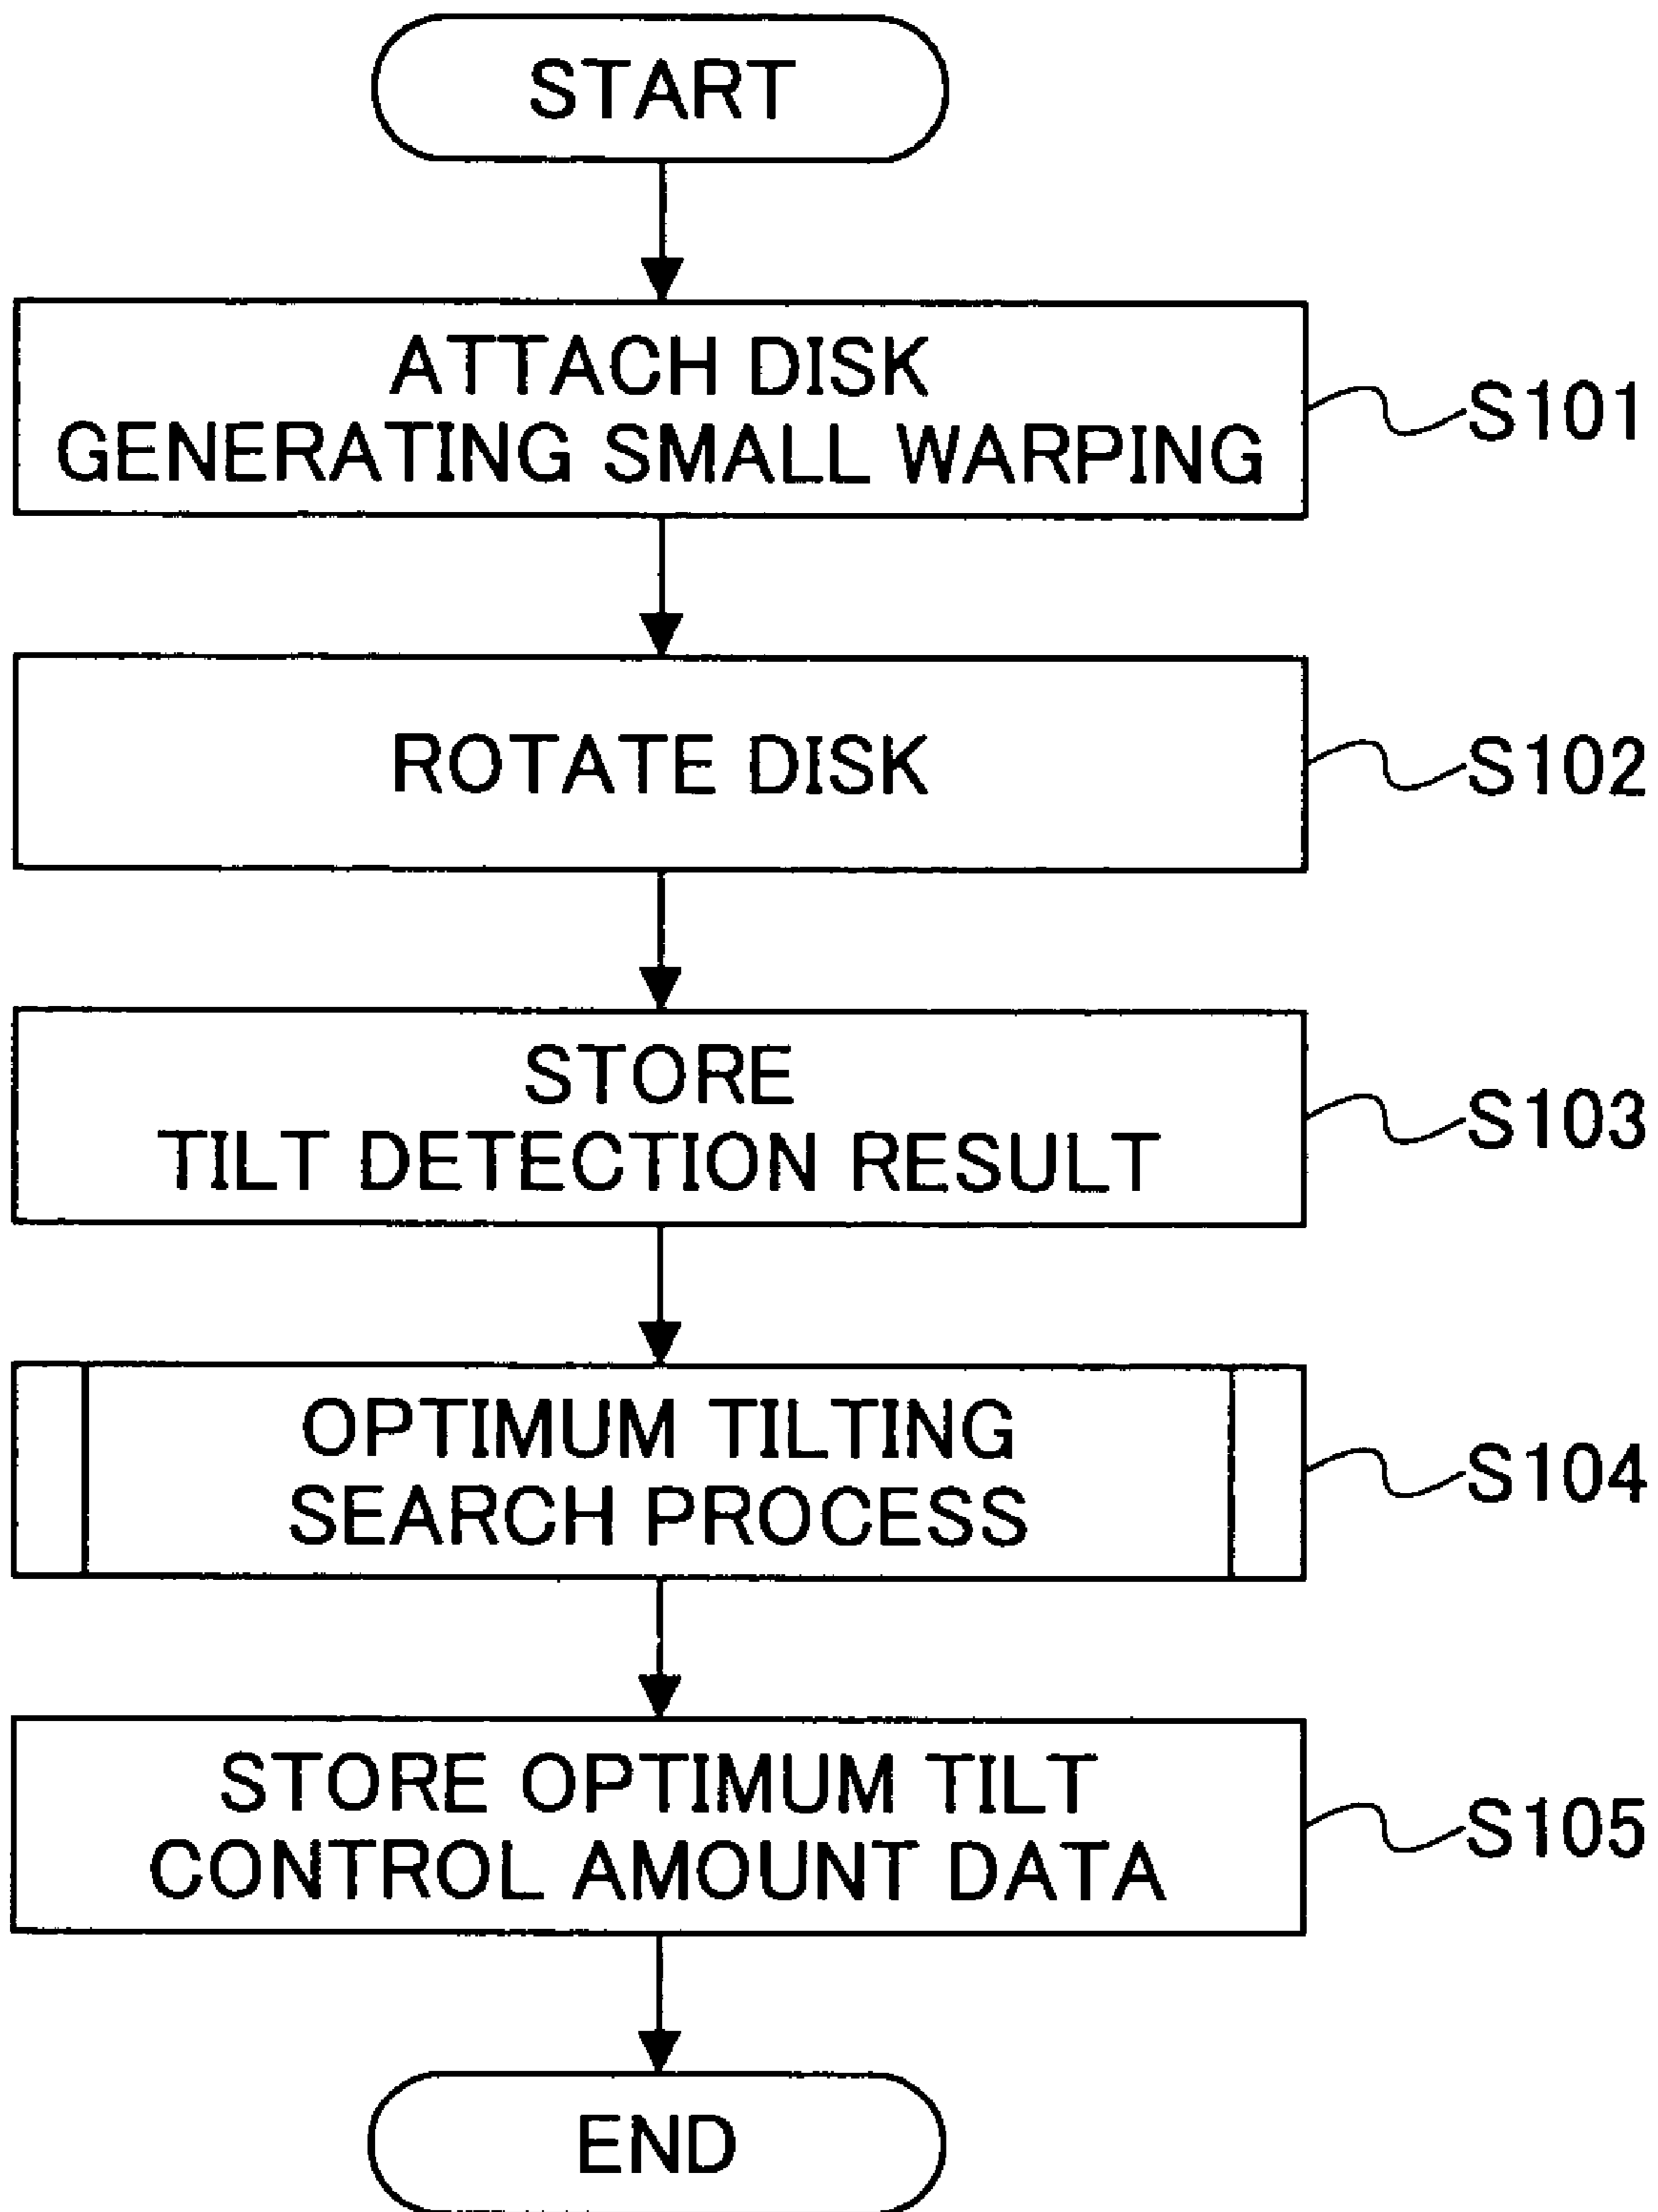 START
ATTACH DISK
GENERATING SMALL WARPING
S101
ROTATE DISK
S102
STORE
TILT DETECTION RESULT
S103
OPTIMUM TILTING
SEARCH PROCESS
S104
STORE OPTIMUM TILT
CONTROL AMOUNT DATA
S105
END